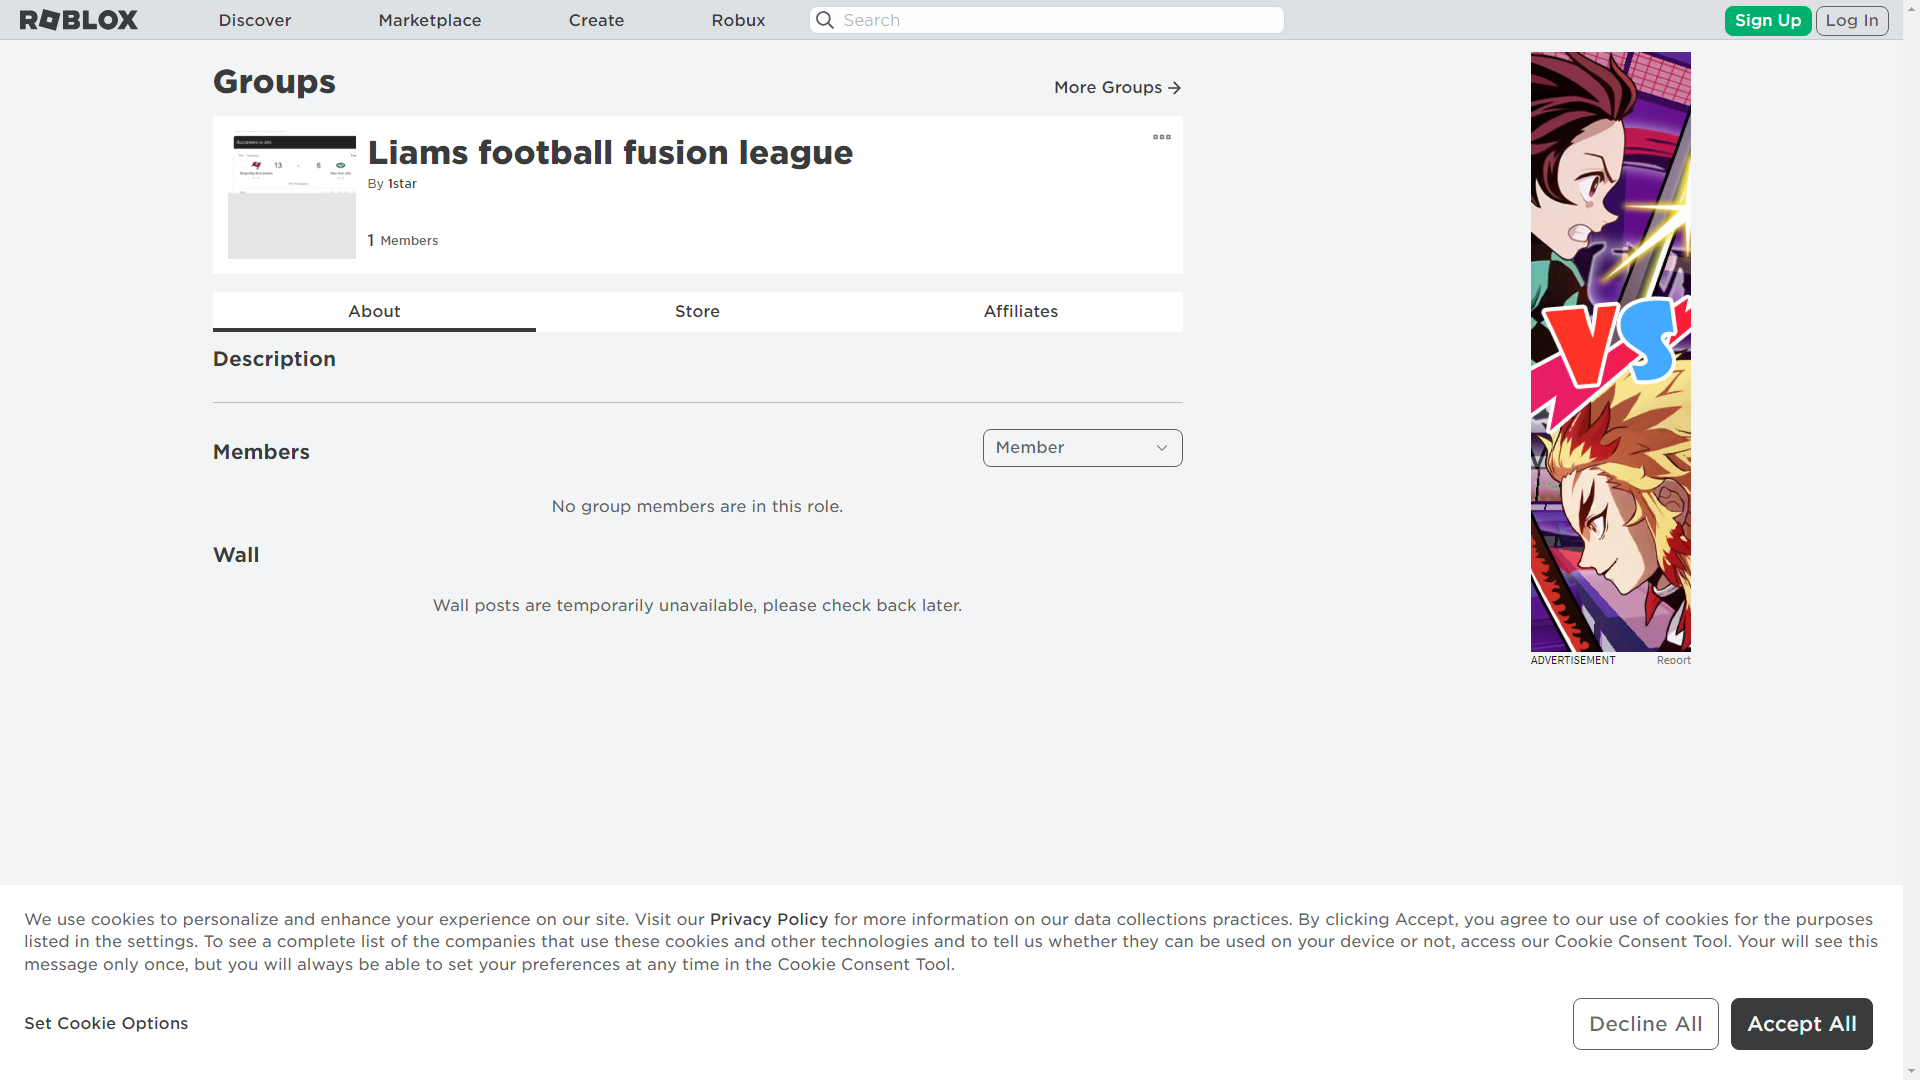 ROBLOX
Discover
Marketplace
Create
Robux
Search
Sign Up
Log In
Groups
More Groups
Liams football fusion league
By 1star
1 Members
13 - 6
About
Store
Affiliates
Description
Members
Member
No group members are in this role.
Wall
Wall posts are temporarily unavailable, please check back later.
VS
ADVERTISEMENT
Report
We use cookies to personalize and enhance your experience on our site. Visit our Privacy Policy for more information on our data collections practices. By clicking Accept, you agree to our use of cookies for the purposes
listed in the settings. To see a complete list of the companies that use these cookies and other technologies and to tell us whether they can be used on your device or not, access our Cookie Consent Tool. Your will see this
message only once, but you will always be able to set your preferences at any time in the Cookie Consent Tool.
Set Cookie Options
Decline All
Accept All